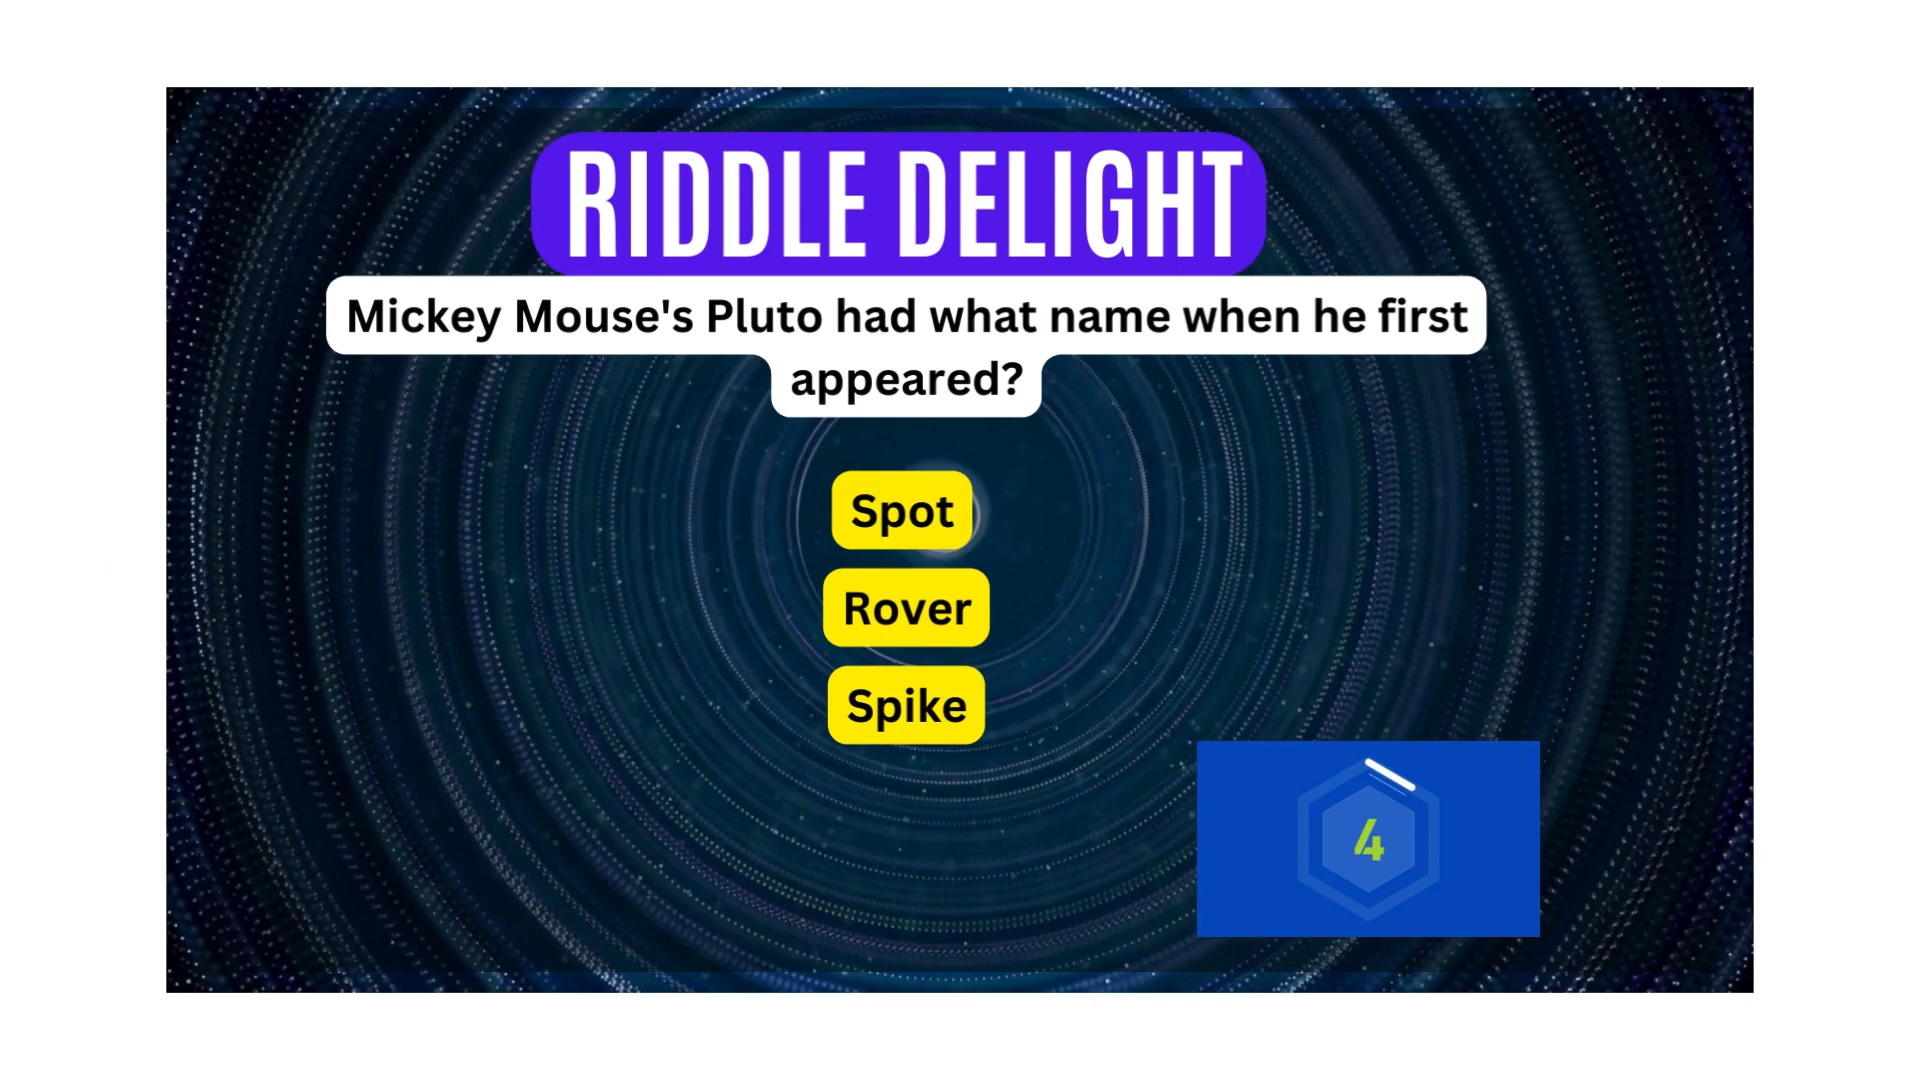 RIDDLE DELIGHT
Mickey Mouse's Pluto had what name when he first
appeared?
Spot
Rover
Spike
4